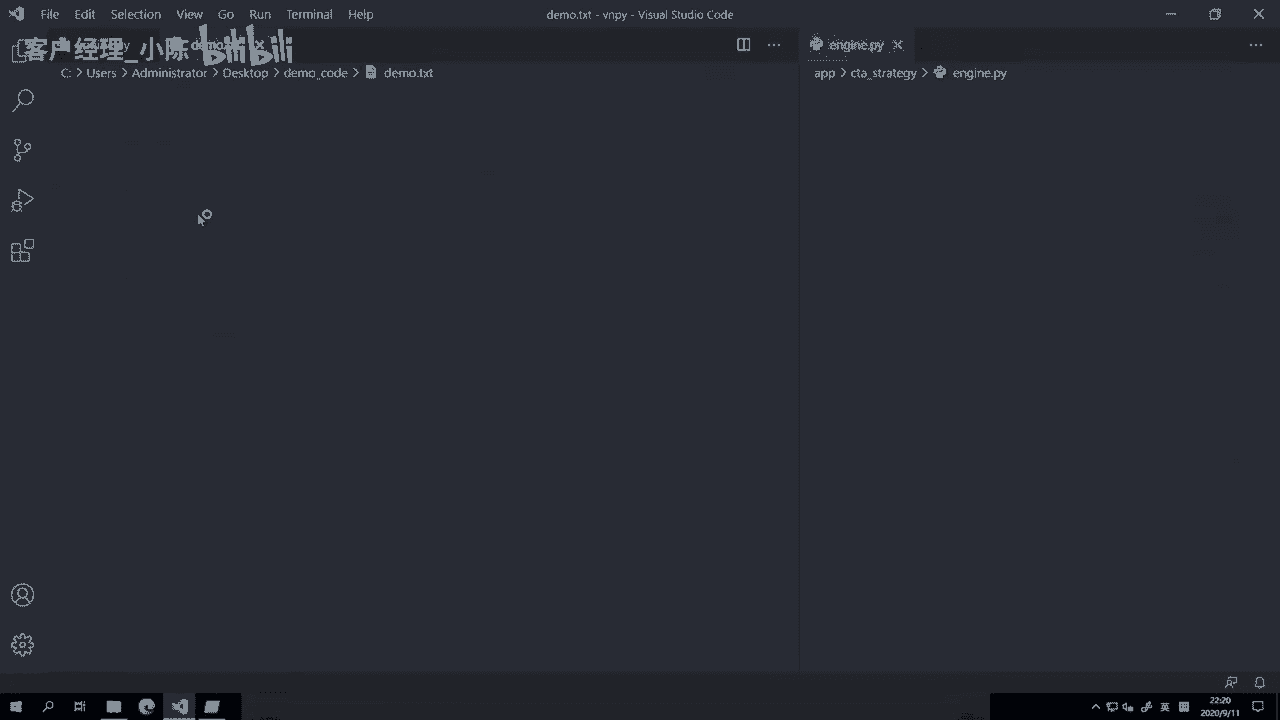 File Edit Selection View Go Run Terminal Help
demo.txt - vnpy - Visual Studio Code
客户经理_小陈 bilibili
engine.py
C: > Users > Administrator > Desktop > demo_code > demo.txt
app > cta_strategy > engine.py
英
22:20
2020/9/11